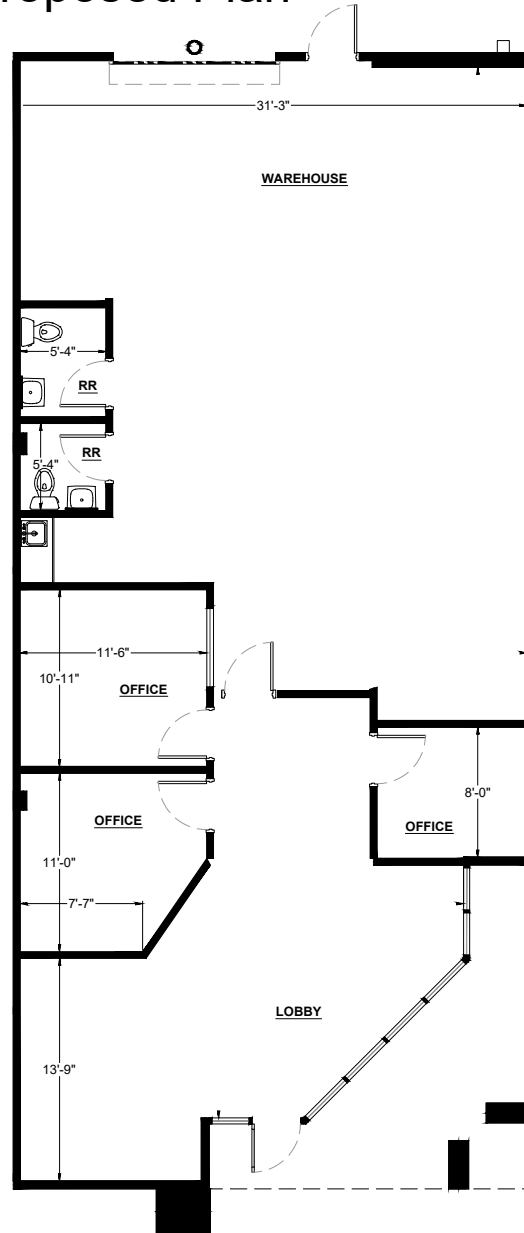 Proposed Plan
31'-3"
WAREHOUSE
5'-4"
RR
RR
5'-4"
11'-6"
10'-11"
OFFICE
8'-0"
OFFICE
OFFICE
11'-0"
7'-7"
LOBBY
13'-9"